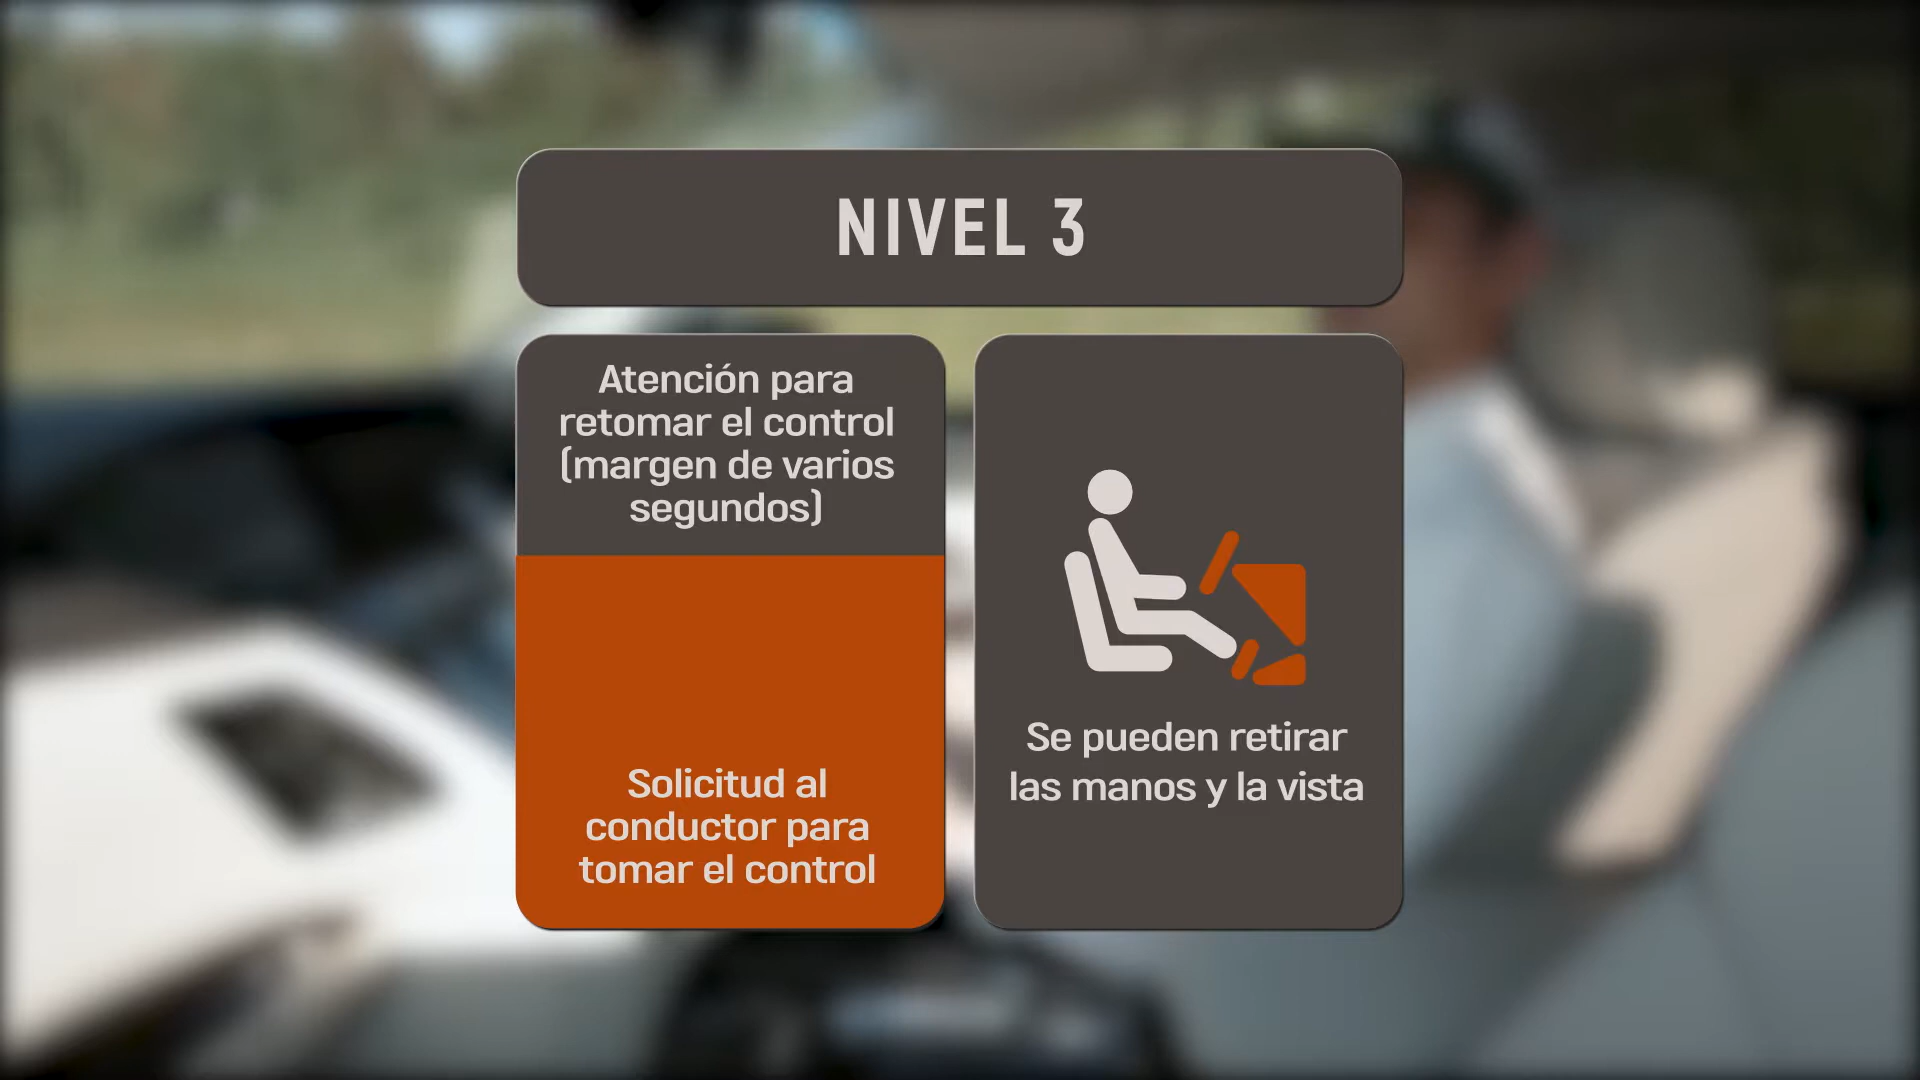 NIVEL 3
Atención para
retomar el control
(margen de varios
segundos)
Solicitud al
conductor para
tomar el control
Se pueden retirar
las manos y la vista